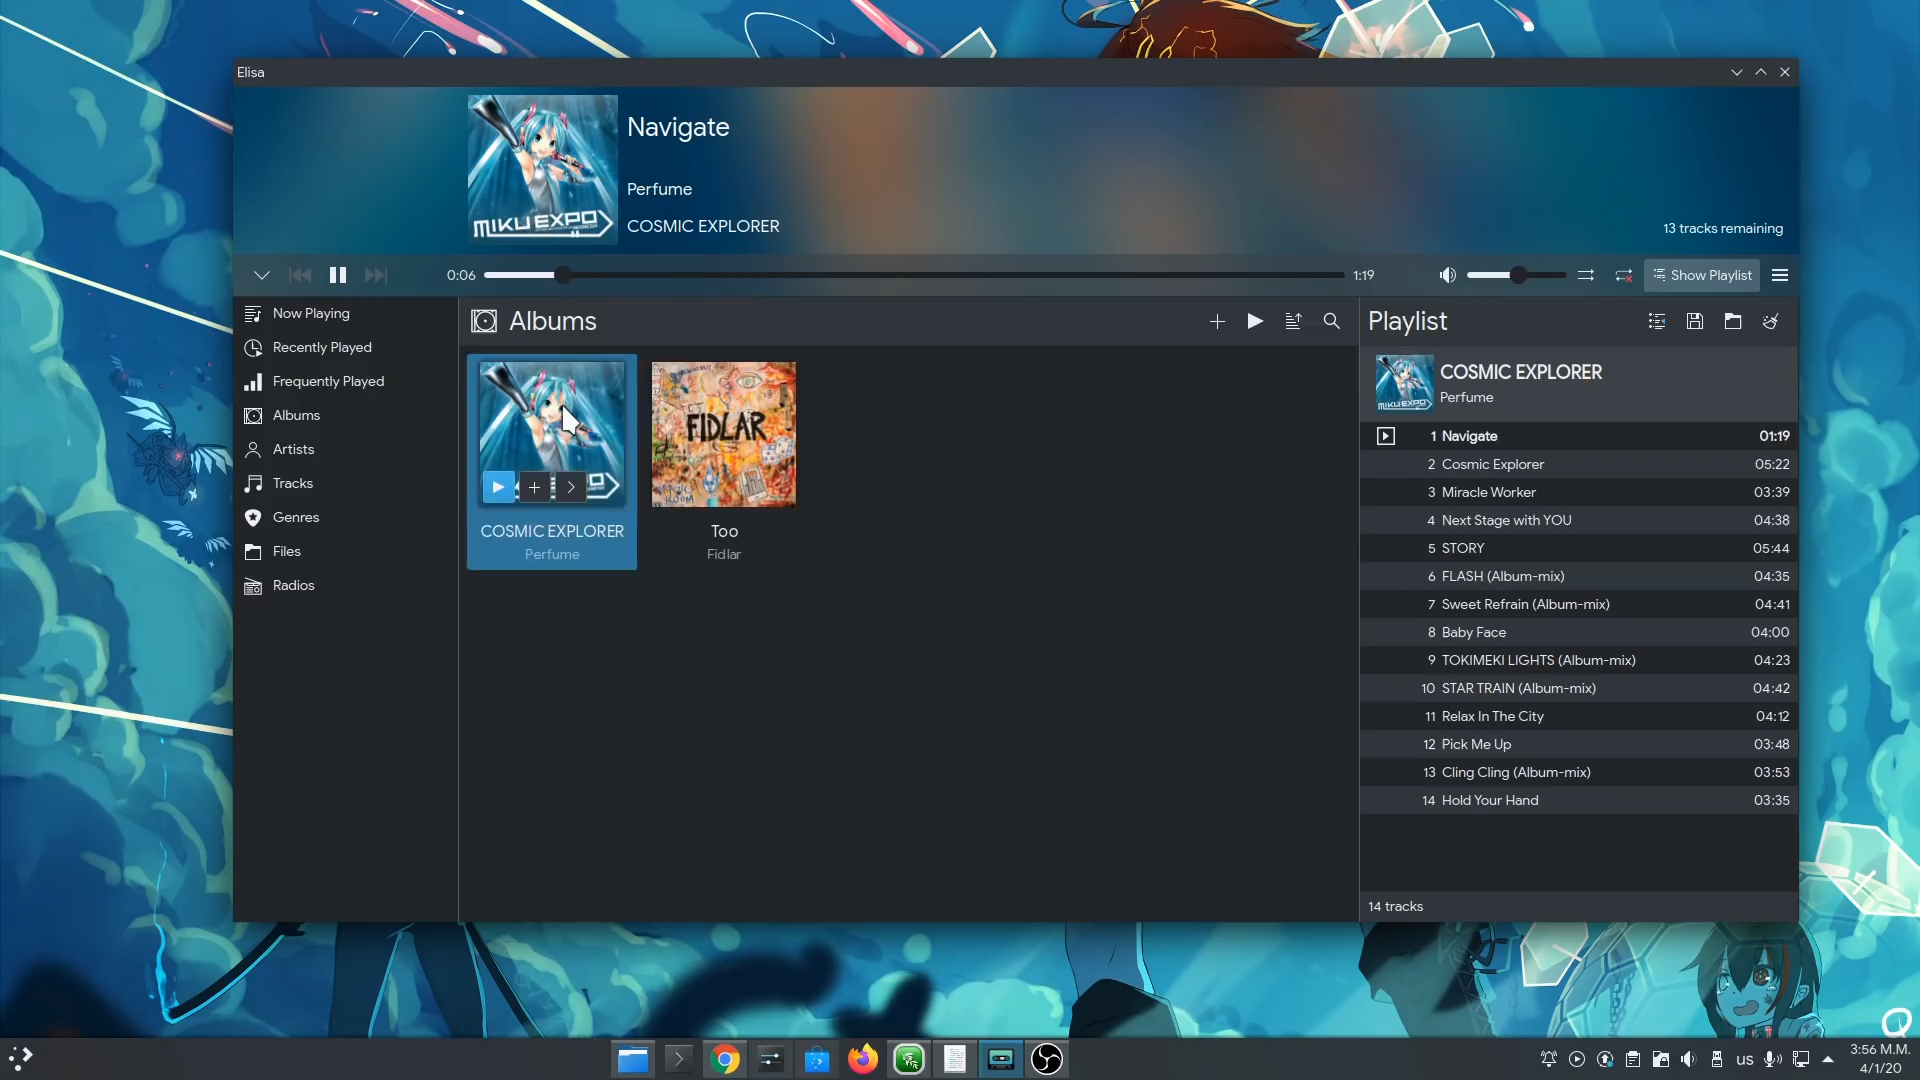 Elisa
Navigate
Perfume
COSMIC EXPLORER
MIKU EXPO
13 tracks remaining
0:06
1:19
Show Playlist
Now Playing
Recently Played
Frequently Played
Albums
Artists
Tracks
Genres
Files
Radios
Albums
COSMIC EXPLORER
Perfume
FIDLAR
Too
Fidlar
Playlist
MIKU EXPO
COSMIC EXPLORER
Perfume
1 Navigate 01:19
2 Cosmic Explorer 05:22
3 Miracle Worker 03:39
4 Next Stage with YOU 04:38
5 STORY 05:44
6 FLASH (Album-mix) 04:35
7 Sweet Refrain (Album-mix) 04:41
8 Baby Face 04:00
9 TOKIMEKI LIGHTS (Album-mix) 04:23
10 STAR TRAIN (Album-mix) 04:42
11 Relax In The City 04:12
12 Pick Me Up 03:48
13 Cling Cling (Album-mix) 03:53
14 Hold Your Hand 03:35
14 tracks
us
3:56 M.M.
4/1/20